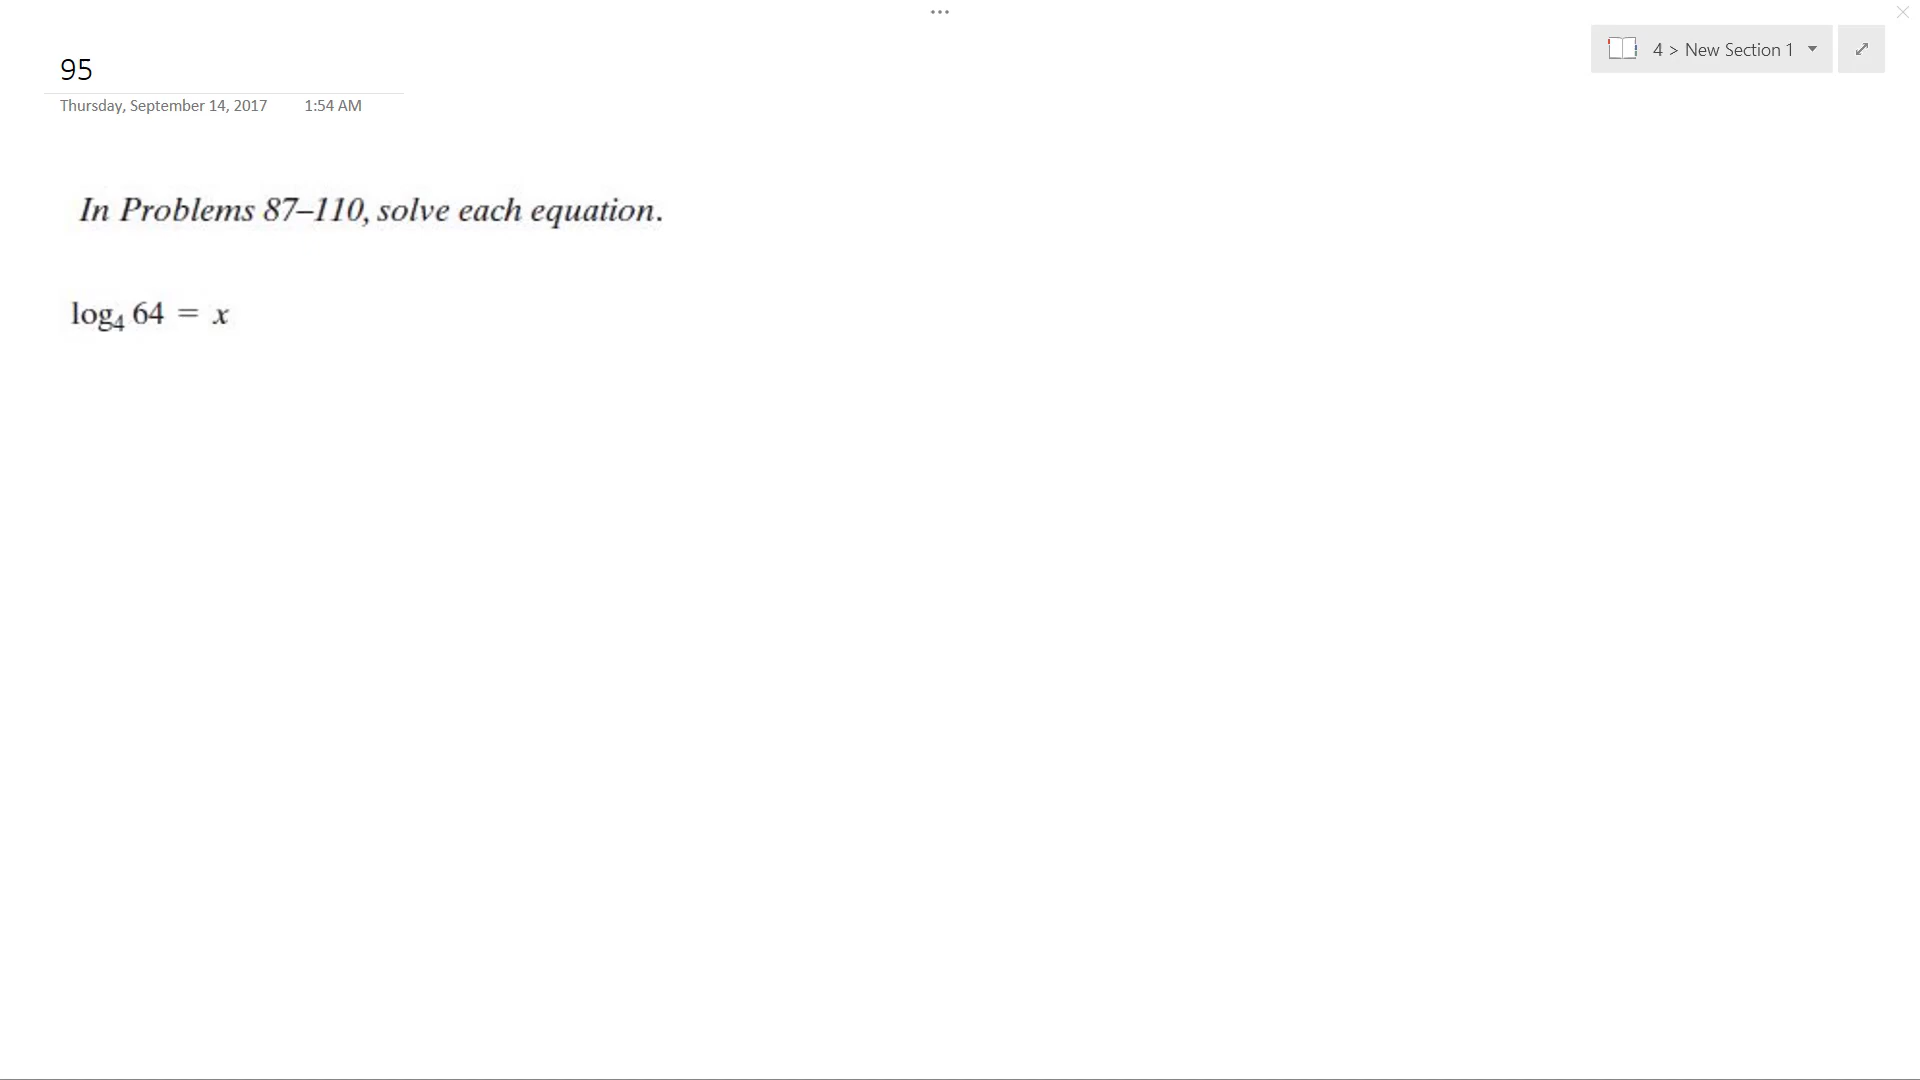 ...
4 > New Section 1
95
Thursday, September 14, 2017 1:54 AM
In Problems 87–110, solve each equation.
log₄ 64 = x